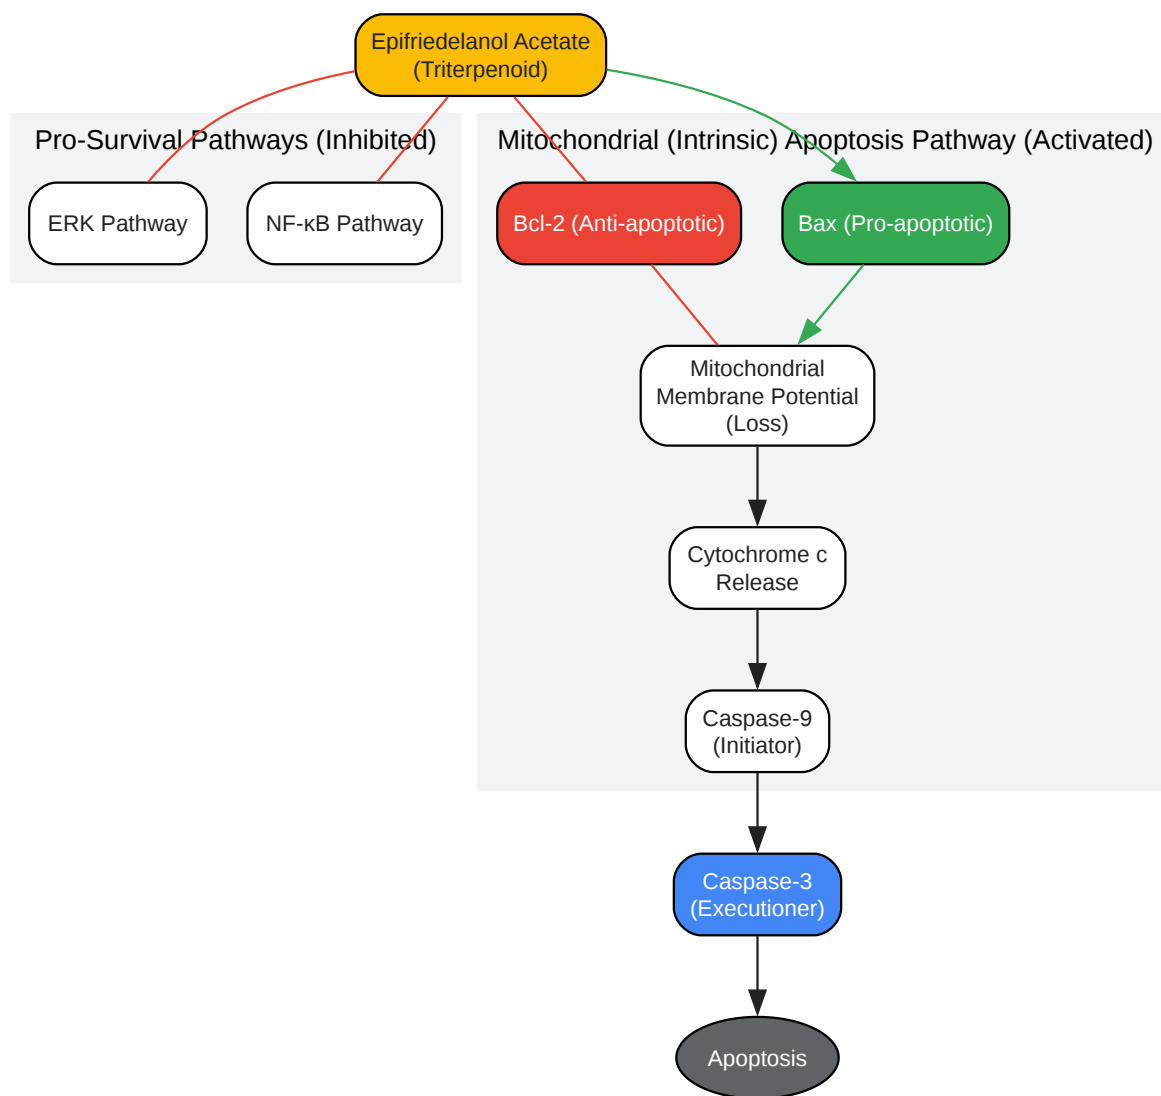 Epifriedelanol Acetate
(Triterpenoid)
Pro-Survival Pathways (Inhibited)
Mitochondrial (Intrinsic) Apoptosis Pathway (Activated)
ERK Pathway
NF-κB Pathway
Bcl-2 (Anti-apoptotic)
Bax (Pro-apoptotic)
Mitochondrial
Membrane Potential
(Loss)
Cytochrome c
Release
Caspase-9
(Initiator)
Caspase-3
(Executioner)
Apoptosis